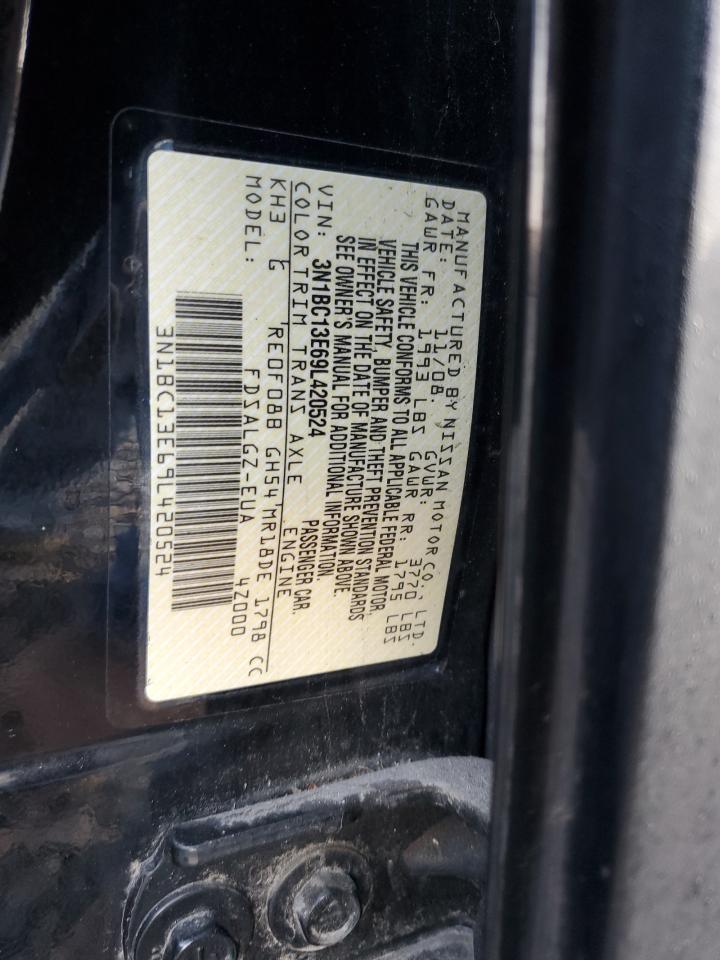 MANUFACTURED BY NISSAN MOTOR CO., LTD.
DATE: 11/08. GVWR: 3770 LBS
GAWR FR: 1993 LBS GAWR RR: 1795 LBS
THIS VEHICLE CONFORMS TO ALL APPLICABLE FEDERAL MOTOR
VEHICLE SAFETY, BUMPER AND THEFT PREVENTION STANDARDS
IN EFFECT ON THE DATE OF MANUFACTURE SHOWN ABOVE.
SEE OWNER'S MANUAL FOR ADDITIONAL INFORMATION.
VIN: 3N1BC13E69L420524 PASSENGER CAR.
COLOR TRIM TRANS AXLE ENGINE
KH3 G RE0F08B GH54 MR18DE 1798 CC
MODEL: FDSALGZ-EUA 4Z000
3N1BC13E69L420524